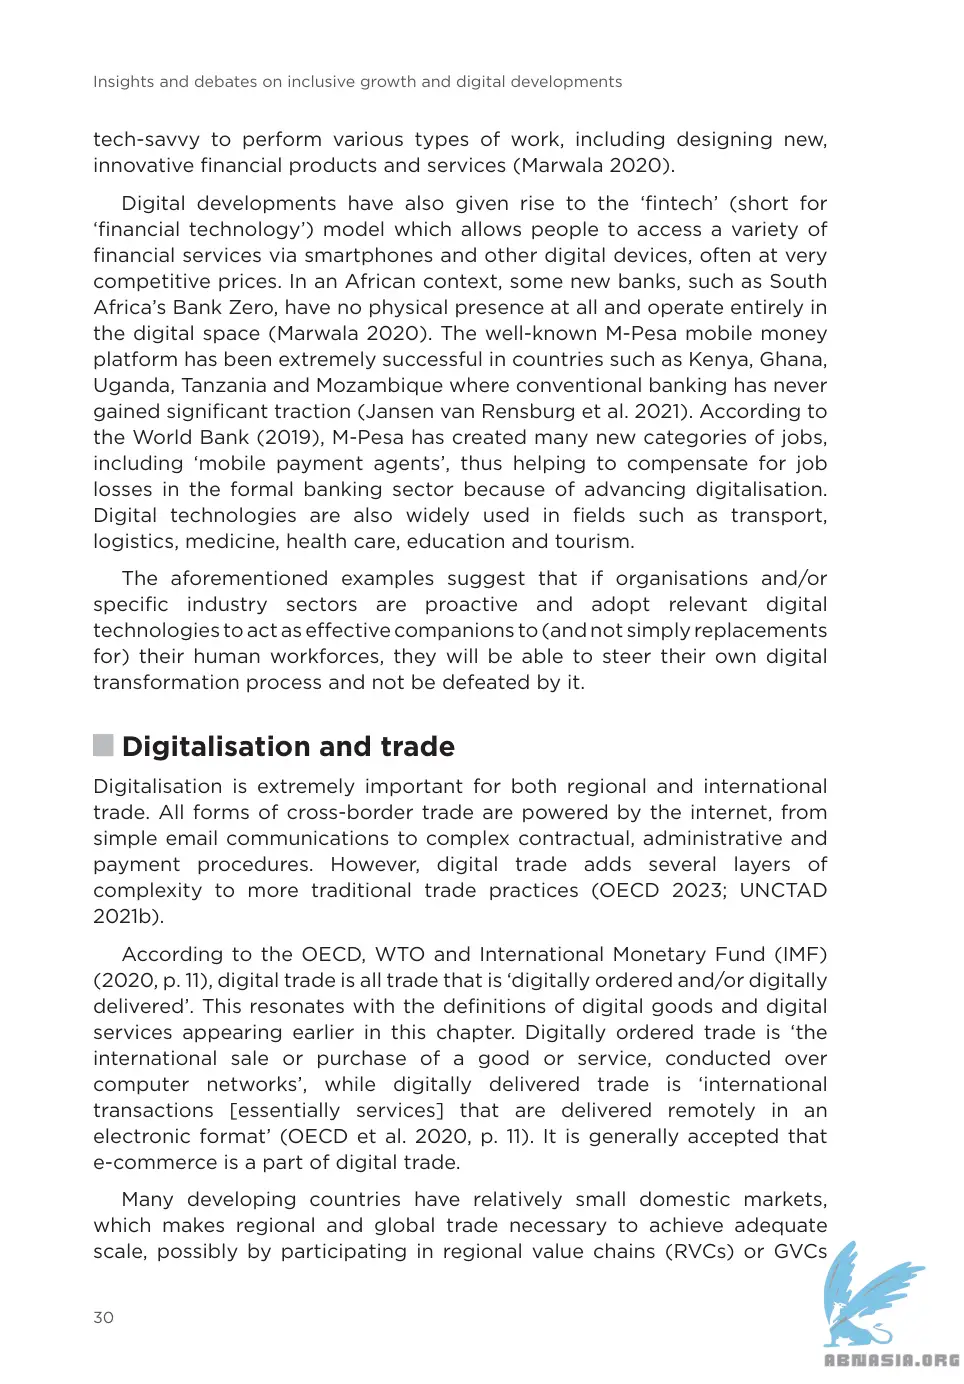 Insights and debates on inclusive growth and digital developments
tech-savvy to perform various types of work, including designing new,
innovative financial products and services (Marwala 2020).
Digital developments have also given rise to the ‘fintech’ (short for
‘financial technology’) model which allows people to access a variety of
financial services via smartphones and other digital devices, often at very
competitive prices. In an African context, some new banks, such as South
Africa’s Bank Zero, have no physical presence at all and operate entirely in
the digital space (Marwala 2020). The well-known M-Pesa mobile money
platform has been extremely successful in countries such as Kenya, Ghana,
Uganda, Tanzania and Mozambique where conventional banking has never
gained significant traction (Jansen van Rensburg et al. 2021). According to
the World Bank (2019), M-Pesa has created many new categories of jobs,
including ‘mobile payment agents’, thus helping to compensate for job
losses in the formal banking sector because of advancing digitalisation.
Digital technologies are also widely used in fields such as transport,
logistics, medicine, health care, education and tourism.
The aforementioned examples suggest that if organisations and/or
specific industry sectors are proactive and adopt relevant digital
technologies to act as effective companions to (and not simply replacements
for) their human workforces, they will be able to steer their own digital
transformation process and not be defeated by it.
Digitalisation and trade
Digitalisation is extremely important for both regional and international
trade. All forms of cross-border trade are powered by the internet, from
simple email communications to complex contractual, administrative and
payment procedures. However, digital trade adds several layers of
complexity to more traditional trade practices (OECD 2023; UNCTAD
2021b).
According to the OECD, WTO and International Monetary Fund (IMF)
(2020, p. 11), digital trade is all trade that is ‘digitally ordered and/or digitally
delivered’. This resonates with the definitions of digital goods and digital
services appearing earlier in this chapter. Digitally ordered trade is ‘the
international sale or purchase of a good or service, conducted over
computer networks’, while digitally delivered trade is ‘international
transactions [essentially services] that are delivered remotely in an
electronic format’ (OECD et al. 2020, p. 11). It is generally accepted that
e-commerce is a part of digital trade.
Many developing countries have relatively small domestic markets,
which makes regional and global trade necessary to achieve adequate
scale, possibly by participating in regional value chains (RVCs) or GVCs
30
ABNASIA.ORG